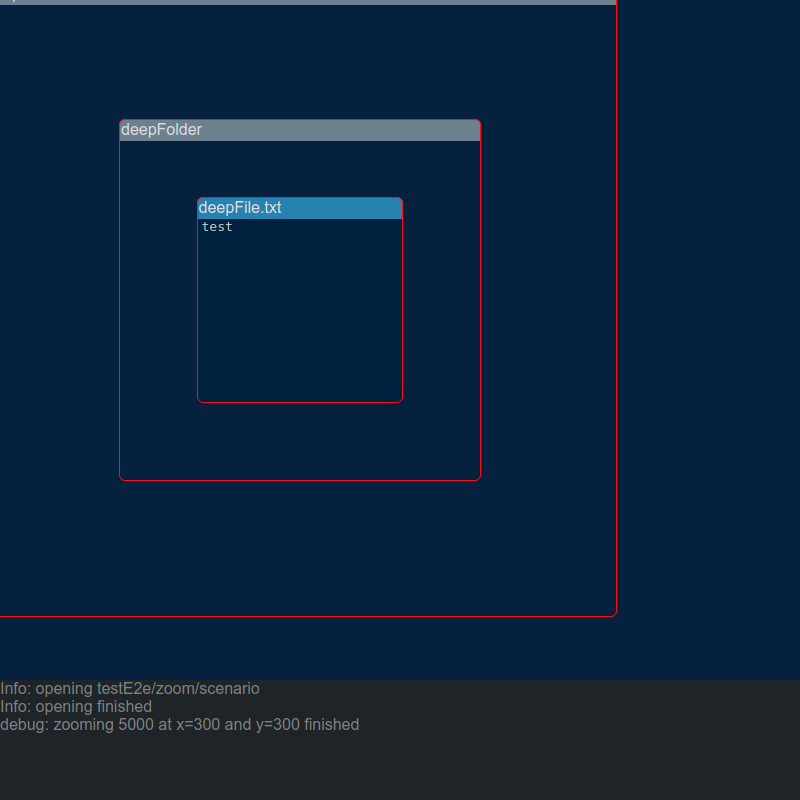 deepFolder
deepFile.txt
test
Info: opening testE2e/zoom/scenario
Info: opening finished
debug: zooming 5000 at x=300 and y=300 finished